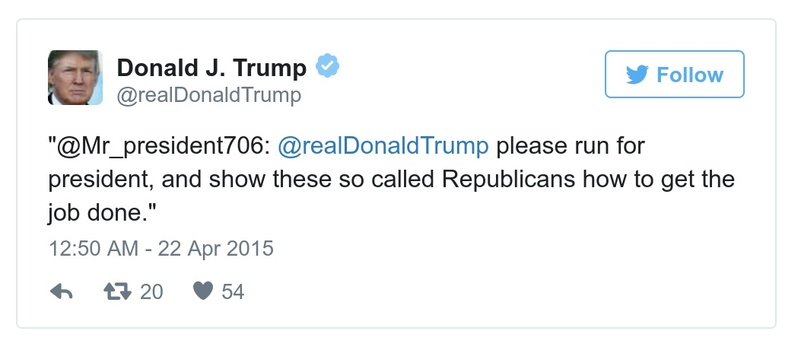 Donald J. Trump
@realDonaldTrump
Follow
"@Mr_president706: @realDonaldTrump please run for
president, and show these so called Republicans how to get the
job done."
12:50 AM - 22 Apr 2015
20 54